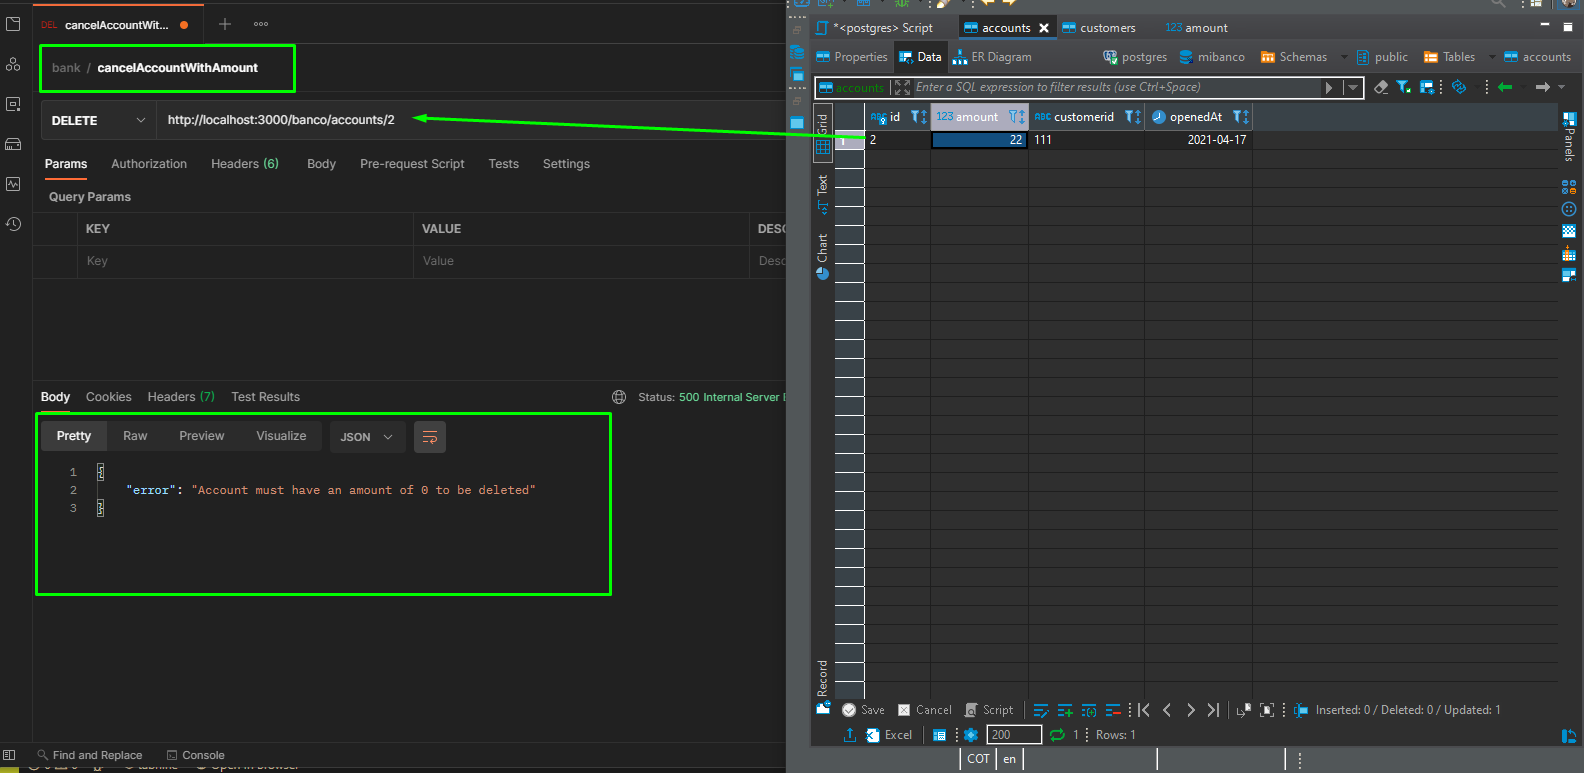 DEL cancelAccountWit...
bank / cancelAccountWithAmount
DELETE http://localhost:3000/banco/accounts/2
Params Authorization Headers (6) Body Pre-request Script Tests Settings
Query Params
KEY VALUE DESC
Key Value Desc
Body Cookies Headers (7) Test Results Status: 500 Internal Server E
Pretty Raw Preview Visualize JSON
1 {
2 "error": "Account must have an amount of 0 to be deleted"
3 }
Find and Replace Console
*<postgres> Script accounts customers 123 amount
Properties Data ER Diagram postgres mibanco Schemas public Tables accounts
accounts Enter a SQL expression to filter results (use Ctrl+Space)
Grid
Text
Chart
Record
ABC id 123 amount ABC customerid openedAt
1 2 22 111 2021-04-17
Panels
Save Cancel Script Inserted: 0 / Deleted: 0 / Updated: 1
Excel 200 1 Rows: 1
COT en